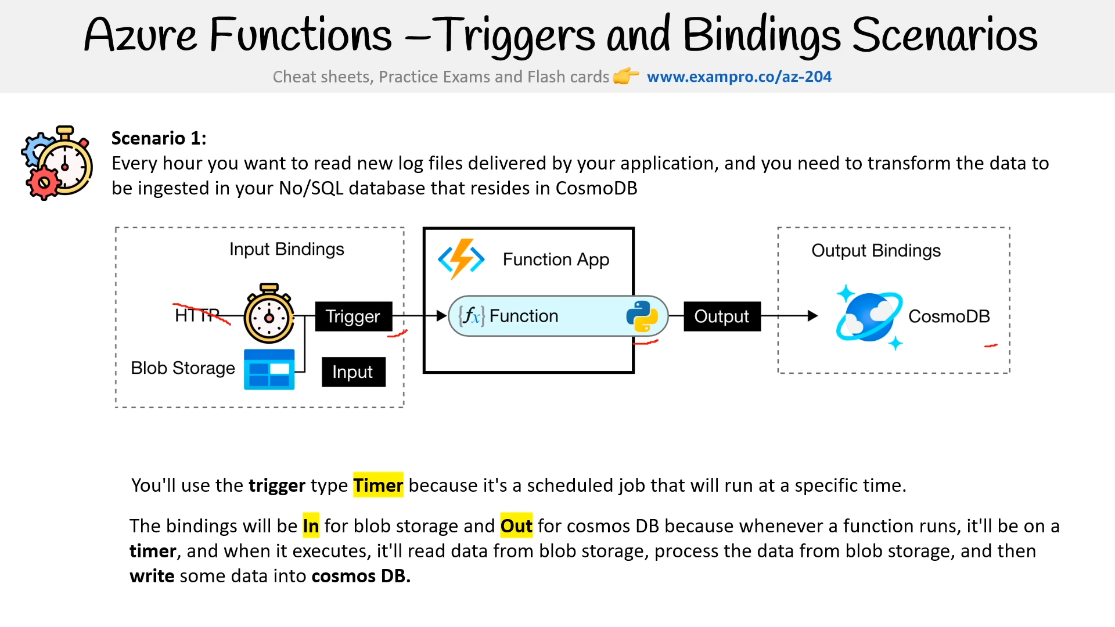 Azure Functions –Triggers and Bindings Scenarios
Cheat sheets, Practice Exams and Flash cards 👉 www.exampro.co/az-204
Scenario 1:
Every hour you want to read new log files delivered by your application, and you need to transform the data to
be ingested in your No/SQL database that resides in CosmoDB
Input Bindings
HTTP
Trigger
Blob Storage
Input
Function App
{fx} Function
Output
Output Bindings
CosmoDB
You'll use the trigger type Timer because it's a scheduled job that will run at a specific time.
The bindings will be In for blob storage and Out for cosmos DB because whenever a function runs, it'll be on a
timer, and when it executes, it'll read data from blob storage, process the data from blob storage, and then
write some data into cosmos DB.